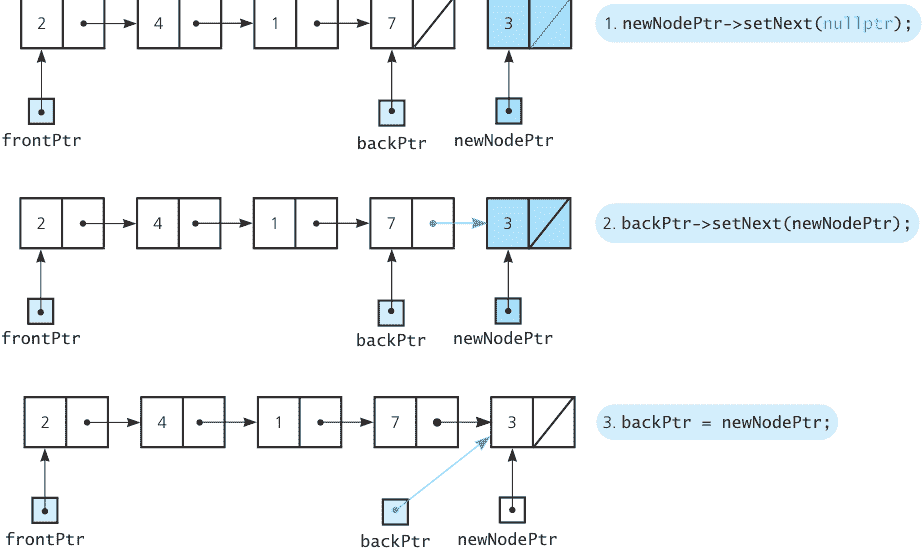 2 4 1 7 3 1. newNodePtr->setNext(nullptr);
frontPtr backPtr newNodePtr
2 4 1 7 3 2. backPtr->setNext(newNodePtr);
frontPtr backPtr newNodePtr
2 4 1 7 3 3. backPtr = newNodePtr;
frontPtr backPtr newNodePtr